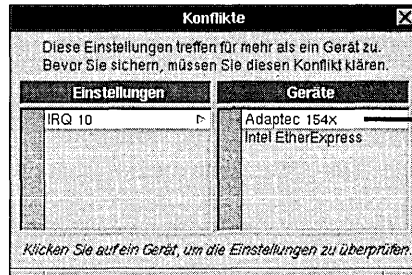 Konflikte
Diese Einstellungen treffen für mehr als ein Gerät zu.
Bevor Sie sichern, müssen Sie diesen Konflikt klären.
Einstellungen
Geräte
IRQ 10
Adaptec 154x
Intel EtherExpress
Klicken Sie auf ein Gerät, um die Einstellungen zu überprüfen.